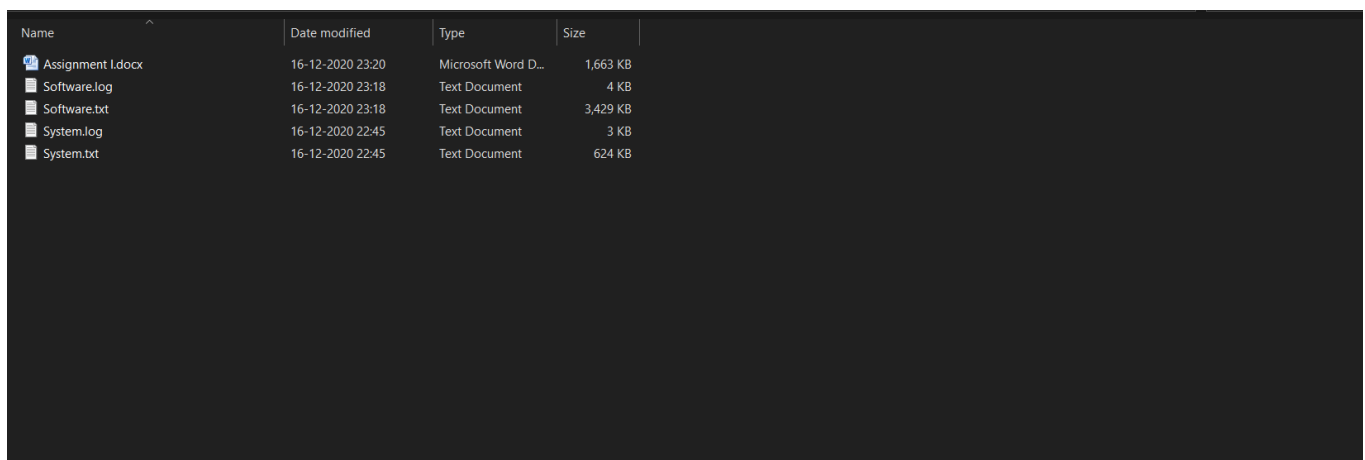 Name Date modified Type Size
Assignment I.docx 16-12-2020 23:20 Microsoft Word D... 1,663 KB
Software.log 16-12-2020 23:18 Text Document 4 KB
Software.txt 16-12-2020 23:18 Text Document 3,429 KB
System.log 16-12-2020 22:45 Text Document 3 KB
System.txt 16-12-2020 22:45 Text Document 624 KB